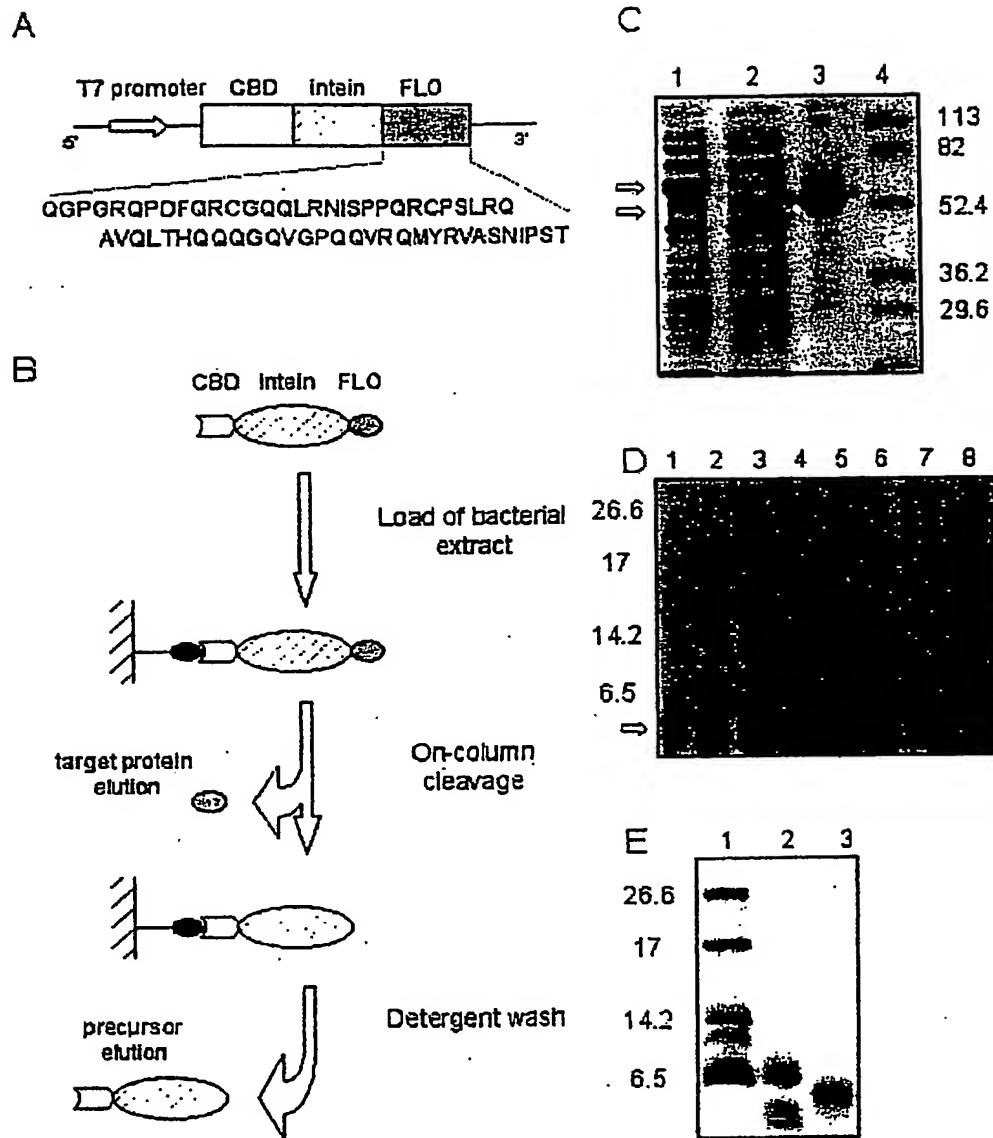 A
T7 promoter CBD intein FLO
5' 3'
QGPGRQPDFQRCGQQLRNISPPQRCPSLRQ
AVQLTHQQQGQVGPQQVRQMYRVASNIPST
B
CBD intein FLO
Load of bacterial
extract
On-column
cleavage
target protein
elution
Detergent wash
precursor
elution
C
1 2 3 4
113
82
52.4
36.2
29.6
D 1 2 3 4 5 6 7 8
26.6
17
14.2
6.5
E 1 2 3
26.6
17
14.2
6.5